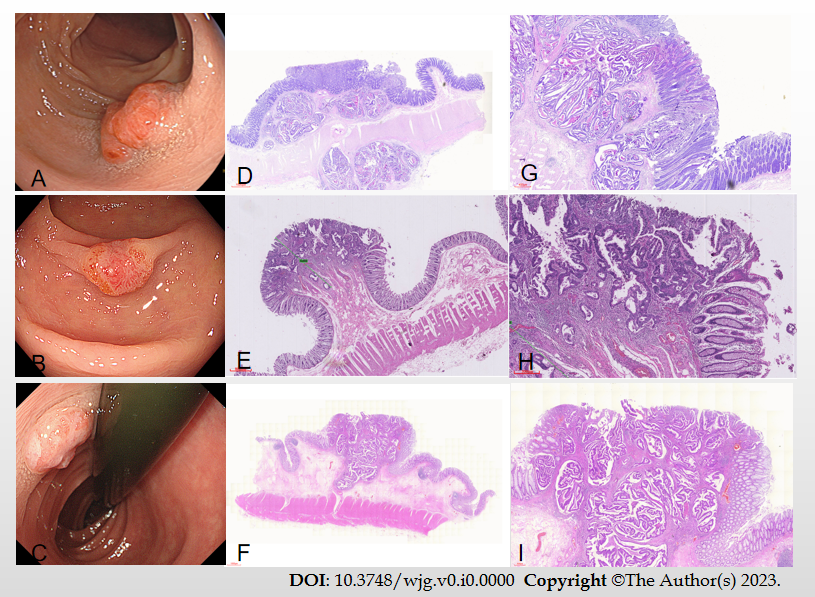 A
D
G
B
E
H
C
F
I
DOI: 10.3748/wjg.v0.i0.0000 Copyright ©The Author(s) 2023.